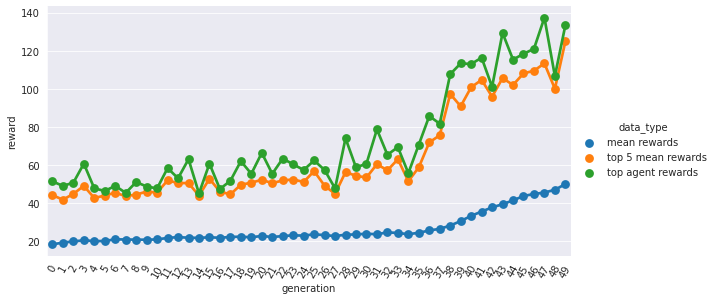 140
120
100
80
60
40
20
reward
0 1 2 3 4 5 6 7 8 9 10 11 12 13 14 15 16 17 18 19 20 21 22 23 24 25 26 27 28 29 30 31 32 33 34 35 36 37 38 39 40 41 42 43 44 45 46 47 48 49
generation
data_type
mean rewards
top 5 mean rewards
top agent rewards